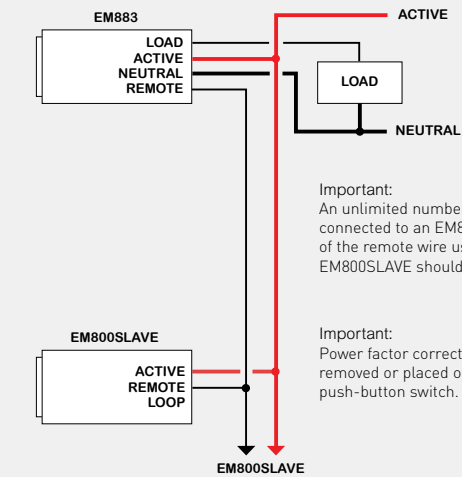 EM883
ACTIVE
LOAD
ACTIVE
NEUTRAL
REMOTE
LOAD
NEUTRAL
Important:
An unlimited numbe
connected to an EM8
of the remote wire us
EM800SLAVE should
Important:
Power factor correct
removed or placed o
push-button switch.
EM800SLAVE
ACTIVE
REMOTE
LOOP
EM800SLAVE